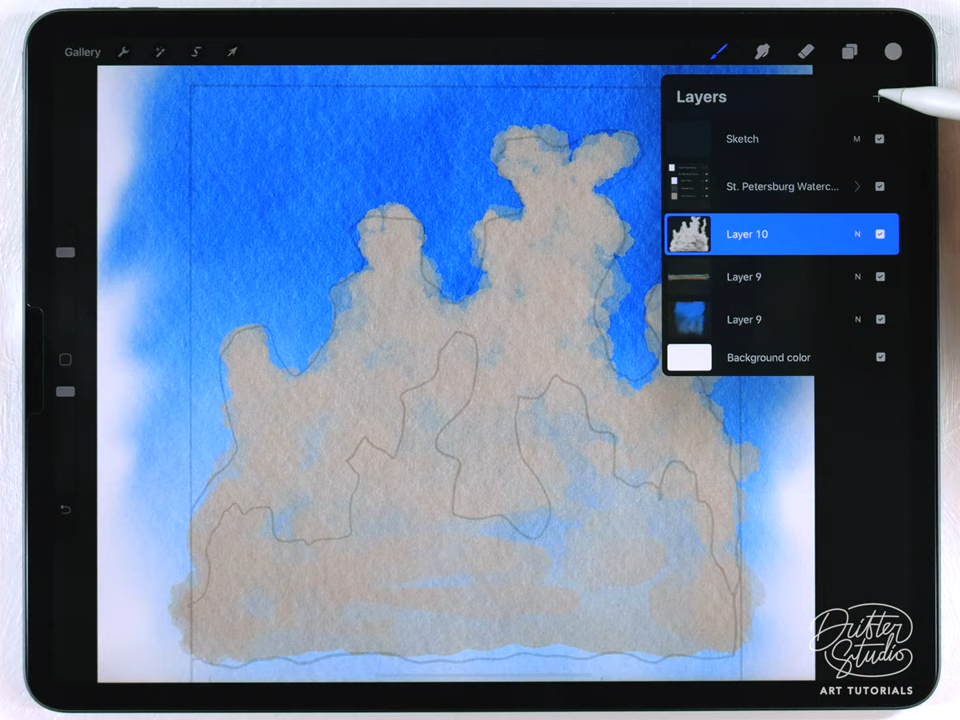 Gallery
Layers
Sketch M
St. Petersburg Waterc...
Layer 10 N
Layer 9 N
Layer 9 N
Background color
Drifter
Studio
ART TUTORIALS